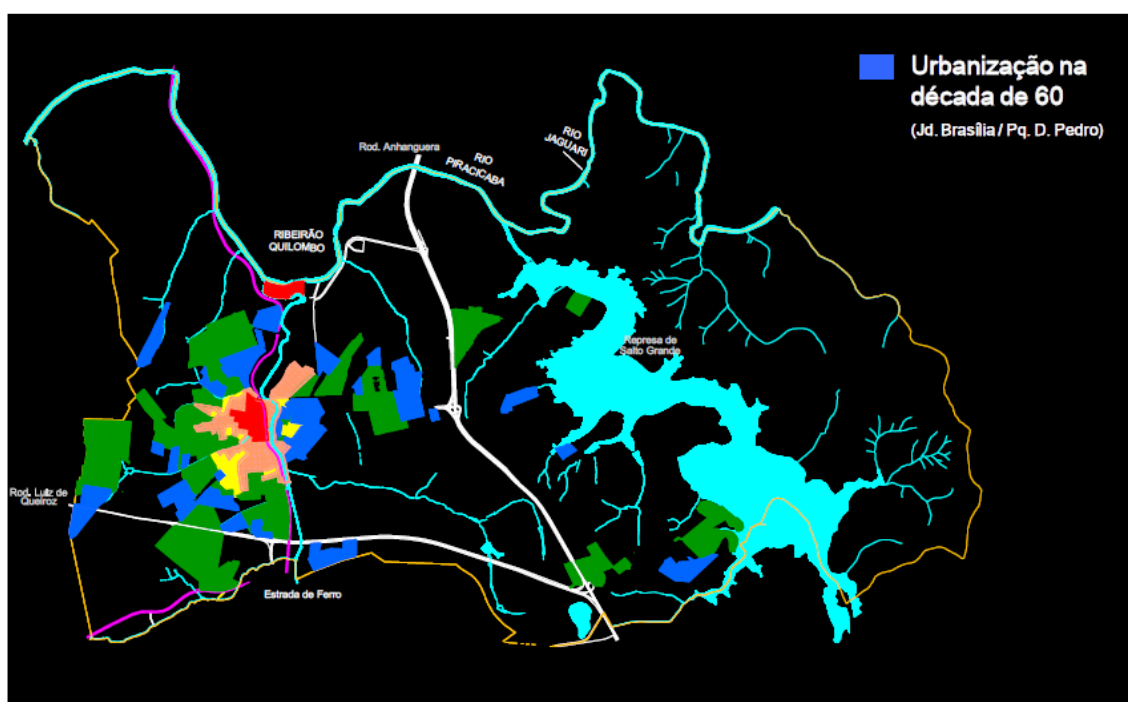 Urbanização na
década de 60
(Jd. Brasília / Pq. D. Pedro)
Rod. Anhanguera
RIO
PIRACICABA
RIO
JAGUARI
RIBEIRÃO
QUILOMBO
Represa de
Salto Grande
Rod. Luiz de
Queiroz
Estrada de Ferro